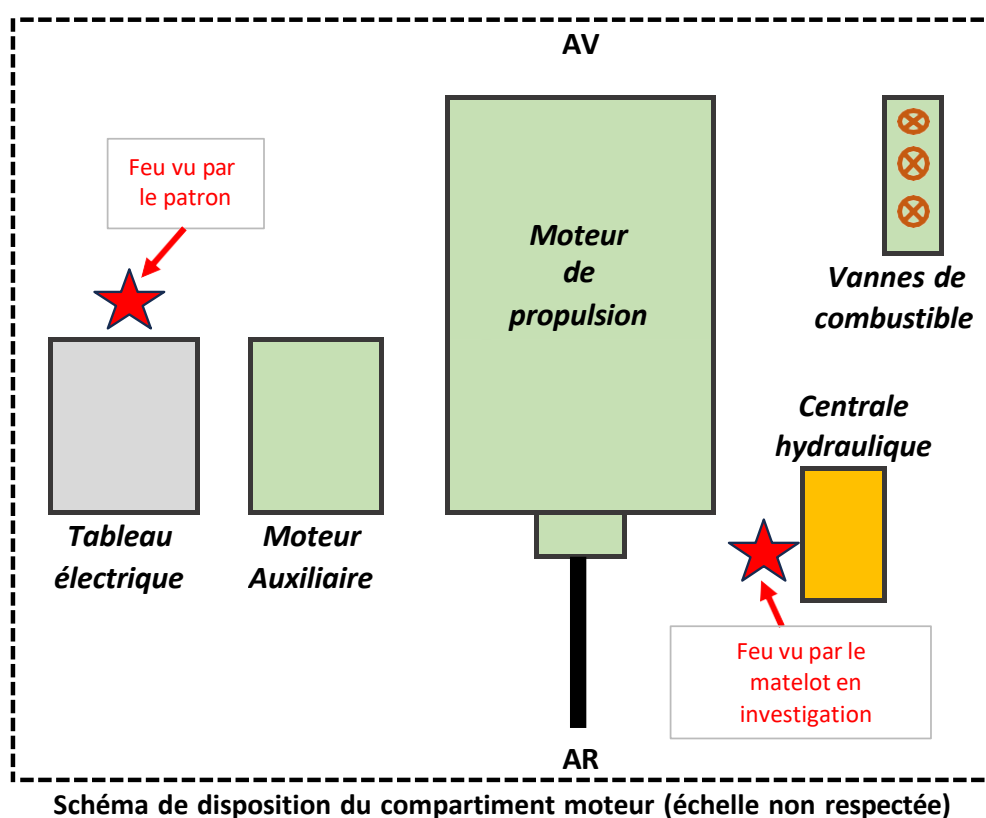 AV
Feu vu par
le patron
Moteur
de
propulsion
Vannes de
combustible
Centrale
hydraulique
Tableau
électrique
Moteur
Auxiliaire
Feu vu par le
matelot en
investigation
AR
Schéma de disposition du compartiment moteur (échelle non respectée)